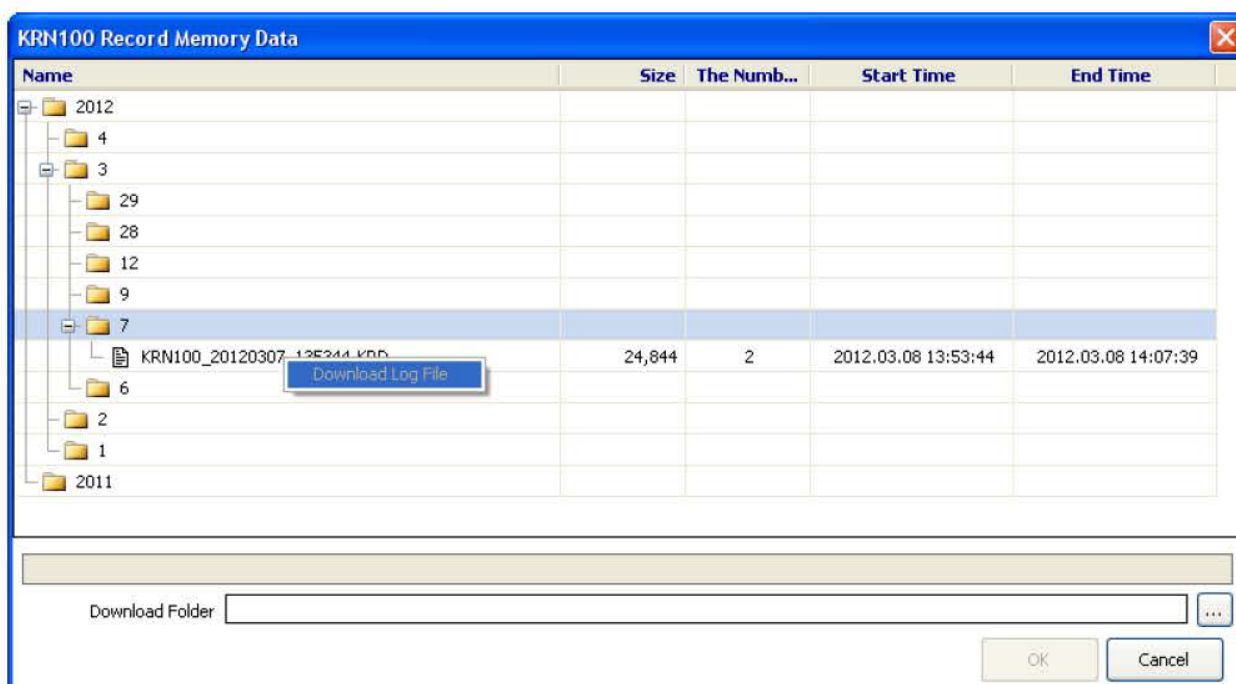 KRN100 Record Memory Data
Name Size The Numb... Start Time End Time
2012
4
3
29
28
12
9
7
KRN100_20120307_135344.KRD 24,844 2 2012.03.08 13:53:44 2012.03.08 14:07:39
Download Log File
6
2
1
2011
Download Folder ...
OK Cancel